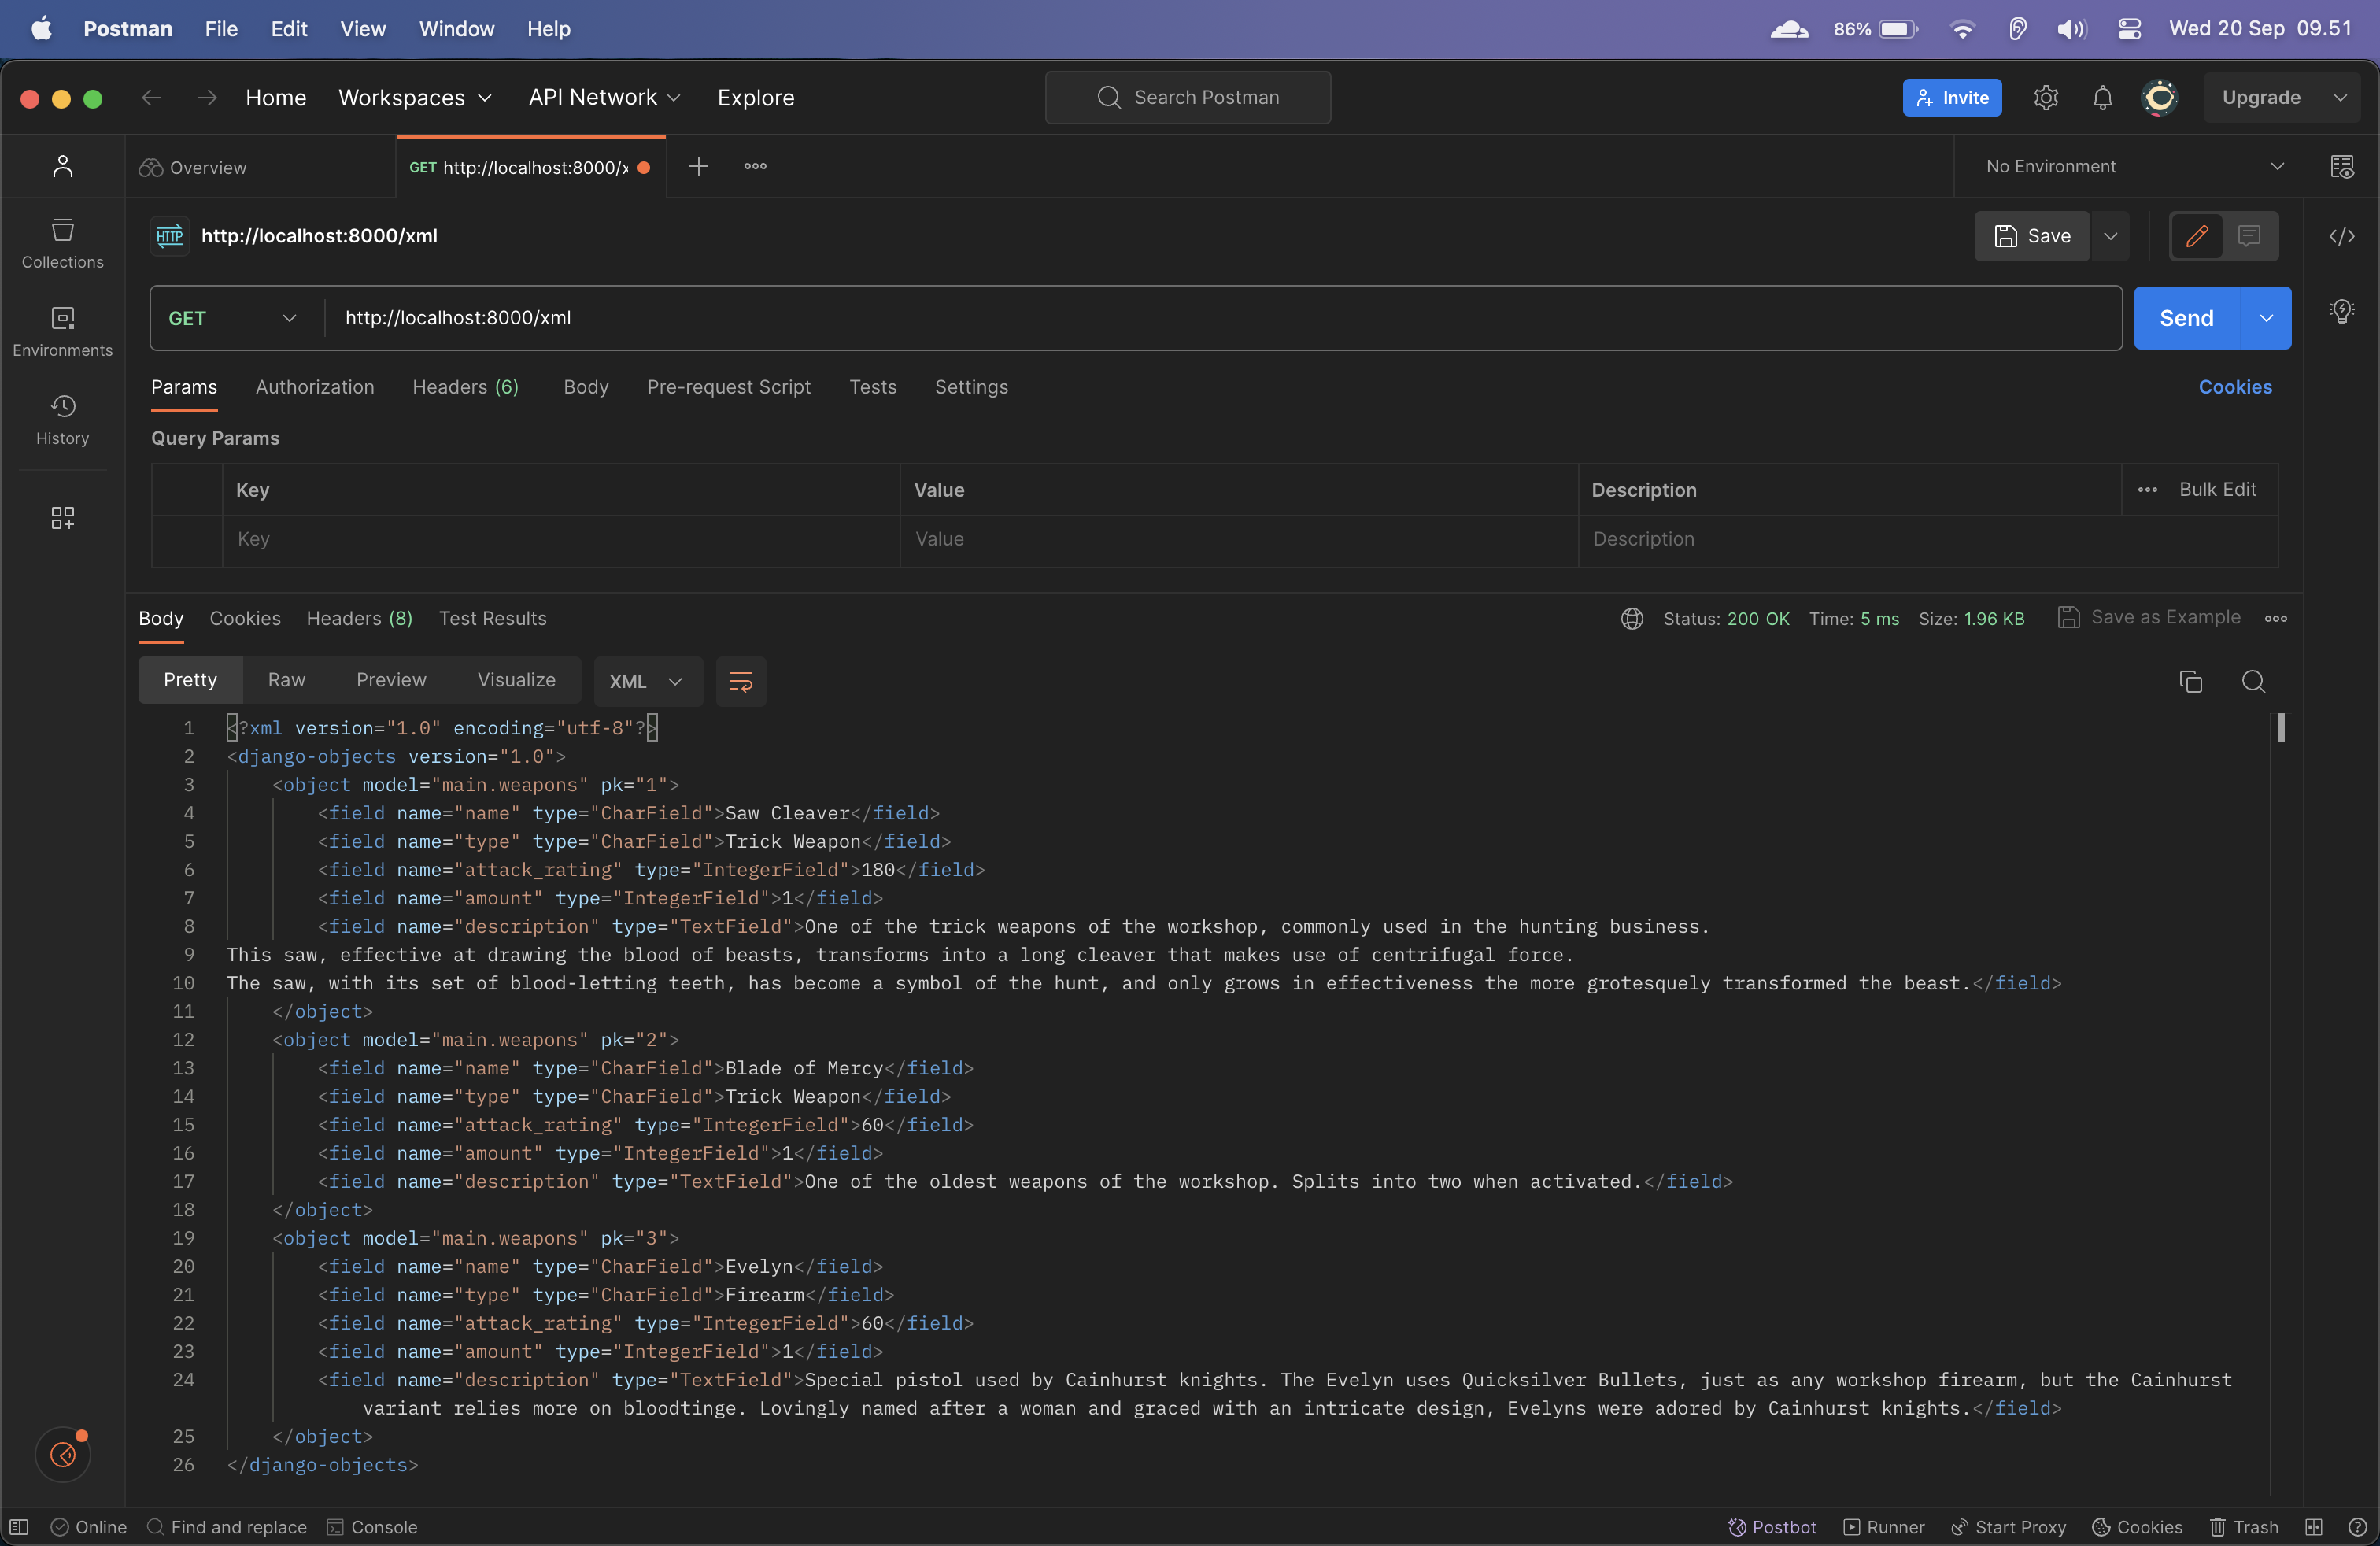 Postman File Edit View Window Help 86% Wed 20 Sep 09.51
Home Workspaces API Network Explore Search Postman Invite Upgrade
Overview GET http://localhost:8000/x No Environment
HTTP http://localhost:8000/xml Save
Collections
GET http://localhost:8000/xml Send
Environments
Params Authorization Headers (6) Body Pre-request Script Tests Settings Cookies
History
Query Params
Key Value Description Bulk Edit
Key Value Description
Body Cookies Headers (8) Test Results Status: 200 OK Time: 5 ms Size: 1.96 KB Save as Example
Pretty Raw Preview Visualize XML
1 <?xml version="1.0" encoding="utf-8"?>
2 <django-objects version="1.0">
3 <object model="main.weapons" pk="1">
4 <field name="name" type="CharField">Saw Cleaver</field>
5 <field name="type" type="CharField">Trick Weapon</field>
6 <field name="attack_rating" type="IntegerField">180</field>
7 <field name="amount" type="IntegerField">1</field>
8 <field name="description" type="TextField">One of the trick weapons of the workshop, commonly used in the hunting business.
9 This saw, effective at drawing the blood of beasts, transforms into a long cleaver that makes use of centrifugal force.
10 The saw, with its set of blood-letting teeth, has become a symbol of the hunt, and only grows in effectiveness the more grotesquely transformed the beast.</field>
11 </object>
12 <object model="main.weapons" pk="2">
13 <field name="name" type="CharField">Blade of Mercy</field>
14 <field name="type" type="CharField">Trick Weapon</field>
15 <field name="attack_rating" type="IntegerField">60</field>
16 <field name="amount" type="IntegerField">1</field>
17 <field name="description" type="TextField">One of the oldest weapons of the workshop. Splits into two when activated.</field>
18 </object>
19 <object model="main.weapons" pk="3">
20 <field name="name" type="CharField">Evelyn</field>
21 <field name="type" type="CharField">Firearm</field>
22 <field name="attack_rating" type="IntegerField">60</field>
23 <field name="amount" type="IntegerField">1</field>
24 <field name="description" type="TextField">Special pistol used by Cainhurst knights. The Evelyn uses Quicksilver Bullets, just as any workshop firearm, but the Cainhurst
variant relies more on bloodtinge. Lovingly named after a woman and graced with an intricate design, Evelyns were adored by Cainhurst knights.</field>
25 </object>
26 </django-objects>
Online Find and replace Console Postbot Runner Start Proxy Cookies Trash